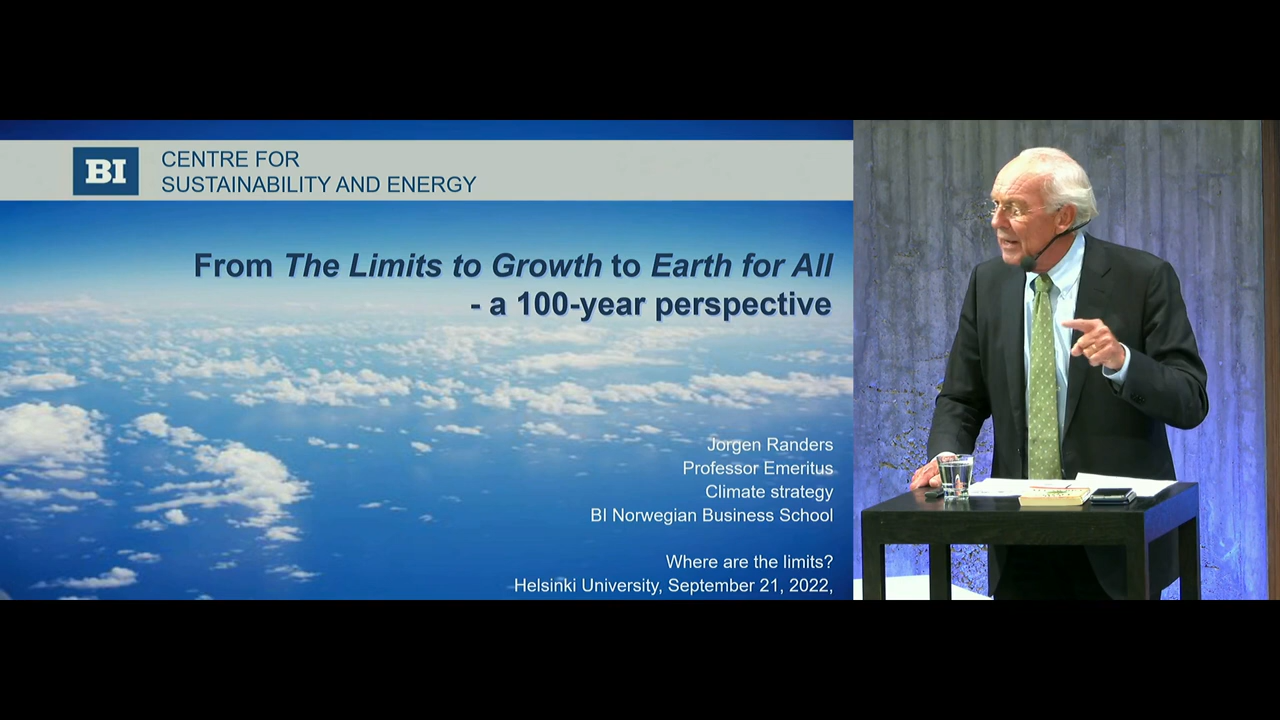 BI
CENTRE FOR
SUSTAINABILITY AND ENERGY
From The Limits to Growth to Earth for All
- a 100-year perspective
Jorgen Randers
Professor Emeritus
Climate strategy
BI Norwegian Business School
Where are the limits?
Helsinki University, September 21, 2022,